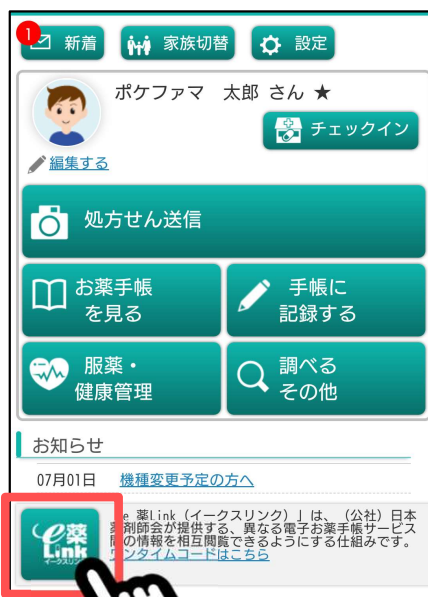 1
新着
家族切替
設定
ポケファマ 太郎 さん ★
チェックイン
編集する
処方せん送信
お薬手帳
を見る
手帳に
記録する
服薬・
健康管理
調べる
その他
お知らせ
07月01日 機種変更予定の方へ
e薬
Link
イークスリンク
e 薬Link（イークスリンク）」は、（公社）日本
薬剤師会が提供する、異なる電子お薬手帳サービス
間の情報を相互閲覧できるようにする仕組みです。
ワンタイムコードはこちら